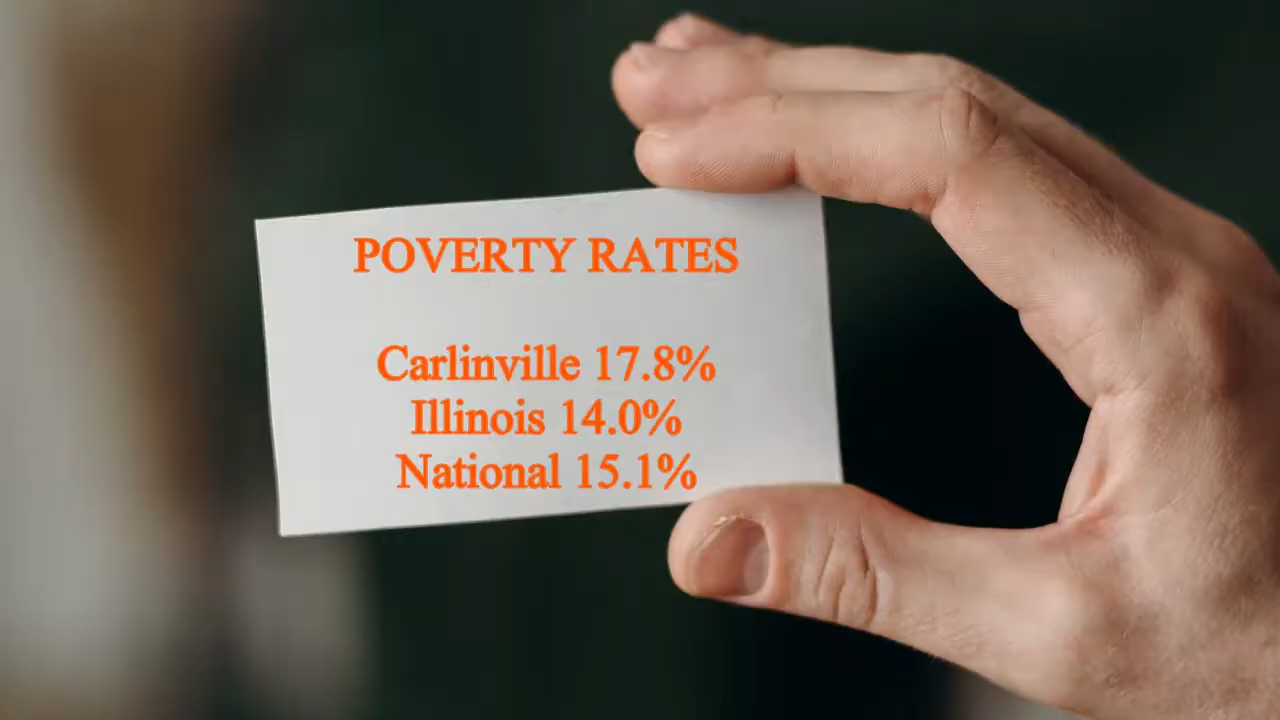 POVERTY RATES
Carlinville 17.8%
Illinois 14.0%
National 15.1%